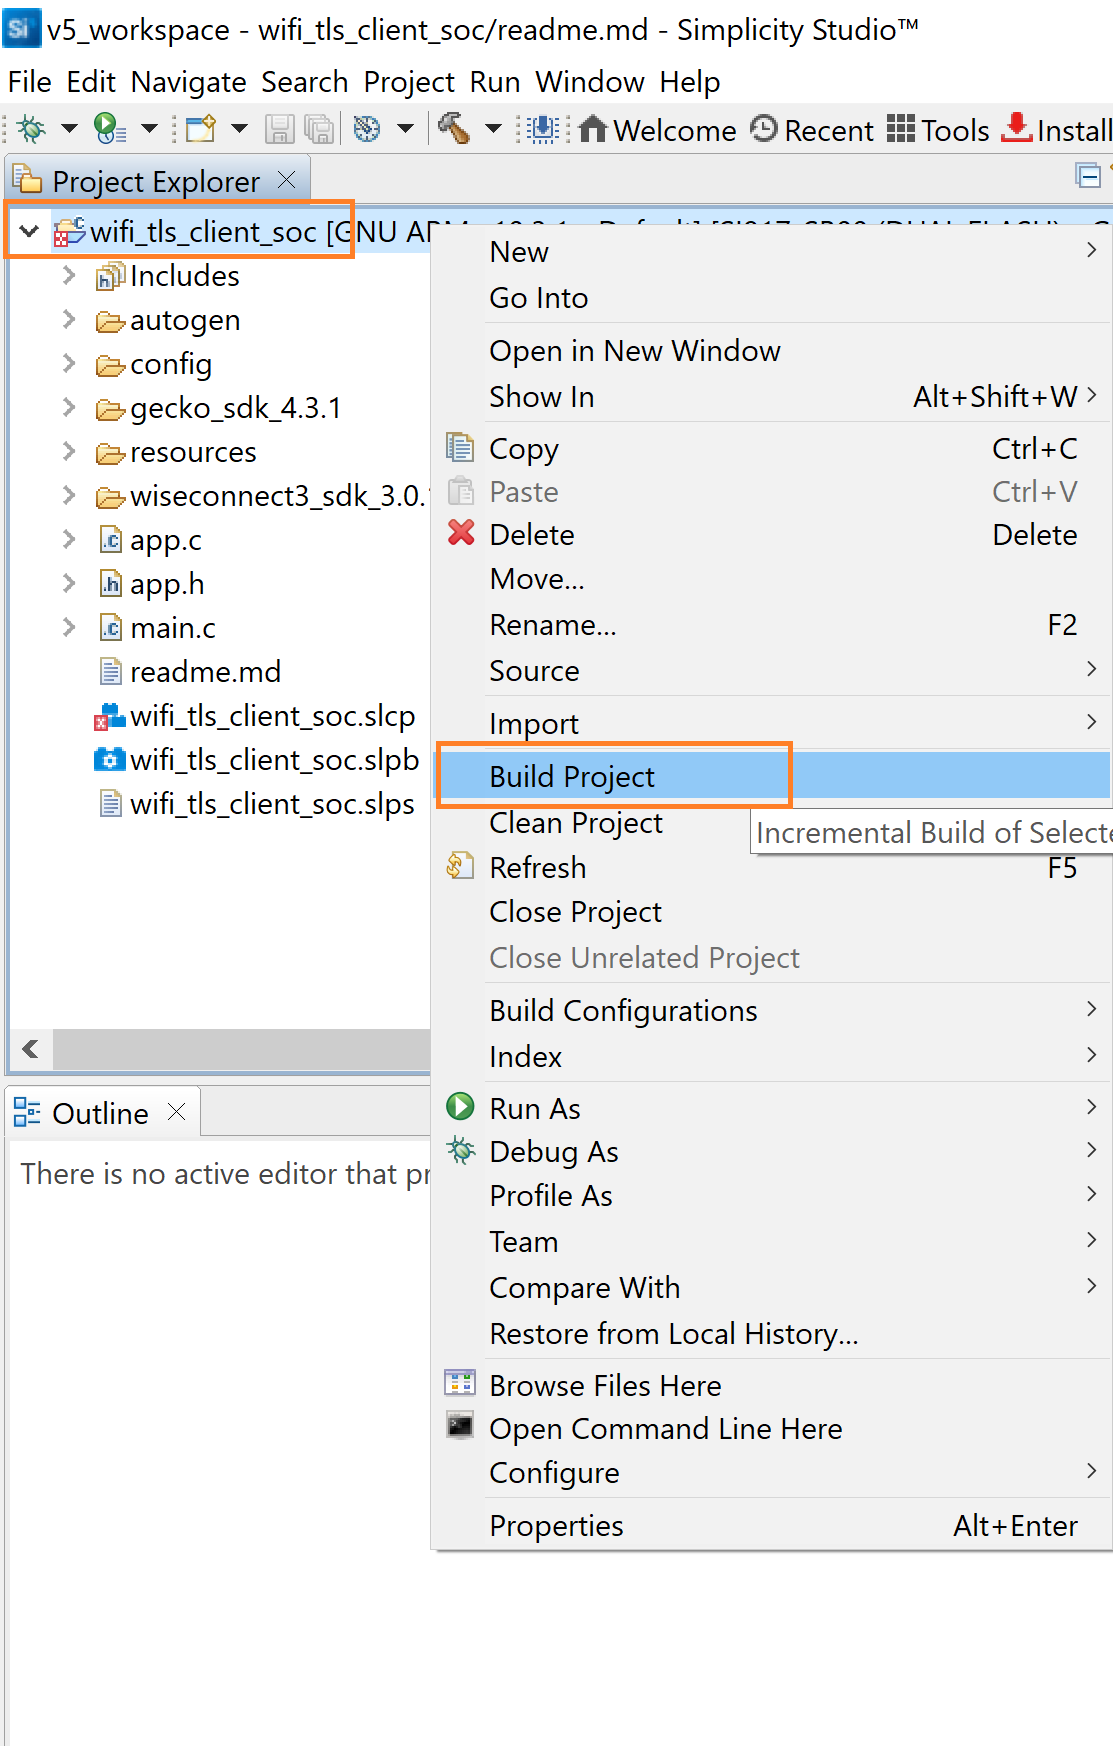 Si v5_workspace - wifi_tls_client_soc/readme.md - Simplicity Studio™
File Edit Navigate Search Project Run Window Help
Welcome Recent Tools Install
Project Explorer
wifi_tls_client_soc [GNU ARM
Includes
autogen
config
gecko_sdk_4.3.1
resources
wiseconnect3_sdk_3.0.
app.c
app.h
main.c
readme.md
wifi_tls_client_soc.slcp
wifi_tls_client_soc.slpb
wifi_tls_client_soc.slps
New
Go Into
Open in New Window
Show In Alt+Shift+W
Copy Ctrl+C
Paste Ctrl+V
Delete Delete
Move...
Rename... F2
Source
Import
Build Project
Clean Project
Incremental Build of Selecte
Refresh F5
Close Project
Close Unrelated Project
Build Configurations
Index
Run As
Debug As
Profile As
Team
Compare With
Restore from Local History...
Browse Files Here
Open Command Line Here
Configure
Properties Alt+Enter
Outline
There is no active editor that pr